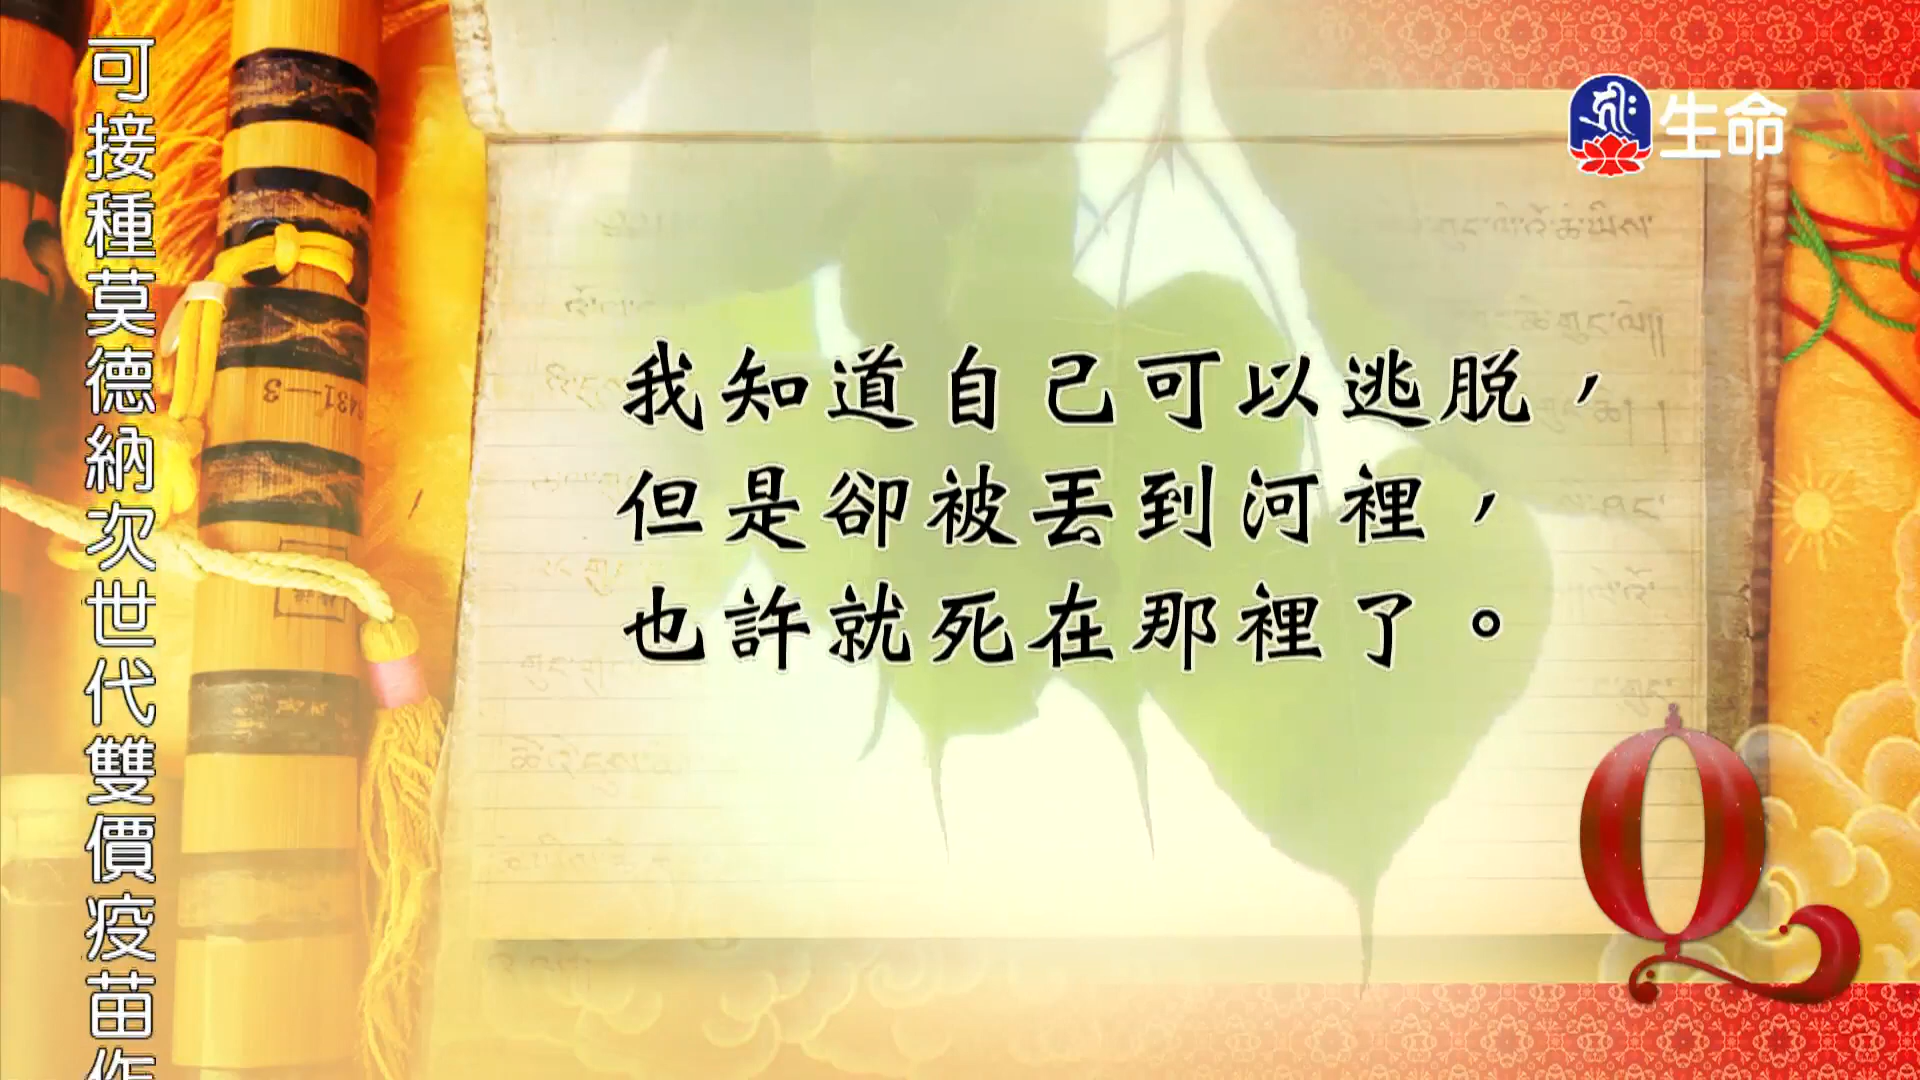 生命
我知道自己可以逃脫，
但是卻被丟到河裡，
也許就死在那裡了。
可接種莫德納次世代雙價疫苗作
Q